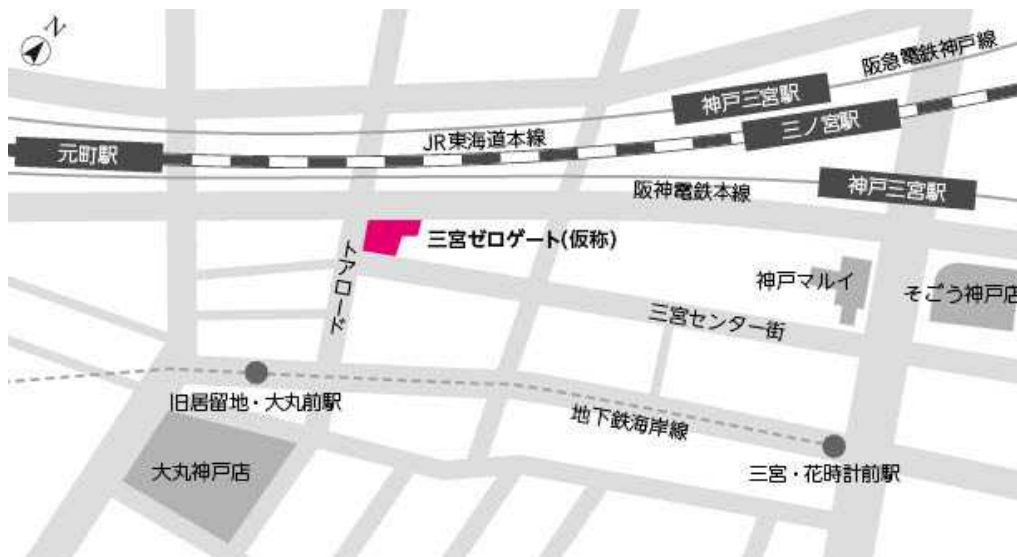 N
阪急電鉄神戸線
神戸三宮駅
三ノ宮駅
JR東海道本線
元町駅
阪神電鉄本線
神戸三宮駅
三宮ゼロゲート(仮称)
トアロード
神戸マルイ
そごう神戸店
三宮センター街
旧居留地・大丸前駅
地下鉄海岸線
大丸神戸店
三宮・花時計前駅